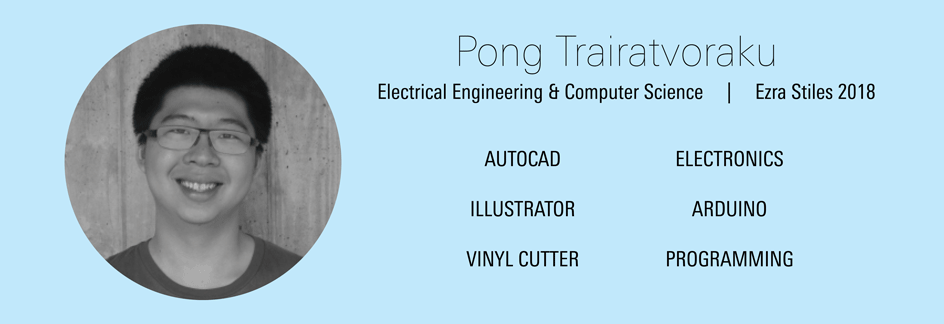 Pong Trairatvoraku
Electrical Engineering & Computer Science | Ezra Stiles 2018
AUTOCAD ELECTRONICS
ILLUSTRATOR ARDUINO
VINYL CUTTER PROGRAMMING